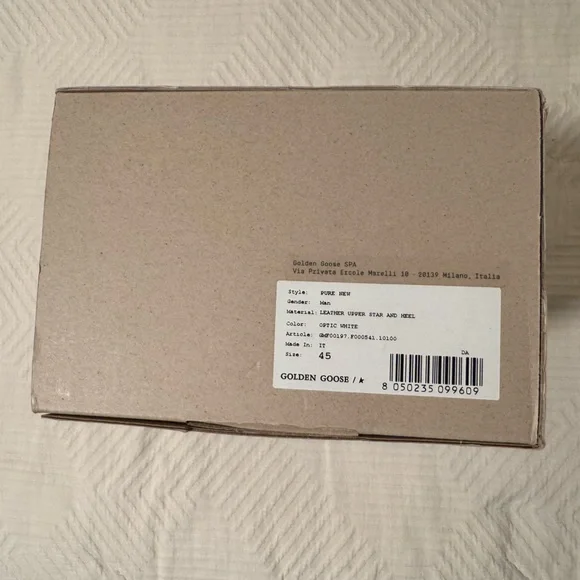 Golden Goose SPA
Via Privata Ercole Marelli 10 - 20139 Milano, Italia
Style: PURE NEW
Gender: Man
Material: LEATHER UPPER STAR AND HEEL
Color: OPTIC WHITE
Article: GMF00197.F000541.10100
Made In: IT
Size: 45
DA
GOLDEN GOOSE /
8 050235 099609